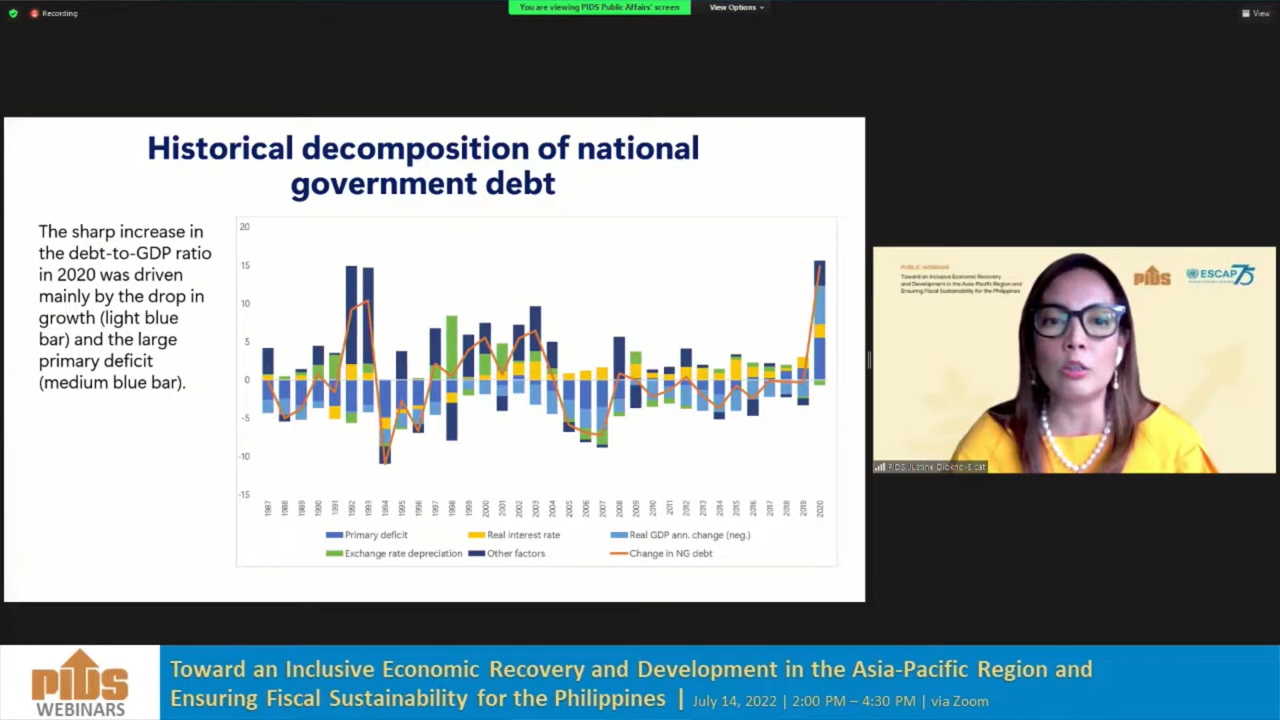 Recording
You are viewing PIDS Public Affairs' screen
View Options
View
Historical decomposition of national
government debt
The sharp increase in
the debt-to-GDP ratio
in 2020 was driven
mainly by the drop in
growth (light blue
bar) and the large
primary deficit
(medium blue bar).
20
15
10
5
0
-5
-10
-15
1987 1988 1989 1990 1991 1992 1993 1994 1995 1996 1997 1998 1999 2000 2001 2002 2003 2004 2005 2006 2007 2008 2009 2010 2011 2012 2013 2014 2015 2016 2017 2018 2019 2020
Primary deficit Real interest rate Real GDP ann. change (neg.)
Exchange rate depreciation Other factors Change in NG debt
PUBLIC WEBINAR
Toward an Inclusive Economic Recovery
and Development in the Asia-Pacific Region and
Ensuring Fiscal Sustainability for the Philippines
PIDS
ESCAP 75
PIDS Justine Diokno-Sicat
PIDS
WEBINARS
Toward an Inclusive Economic Recovery and Development in the Asia-Pacific Region and
Ensuring Fiscal Sustainability for the Philippines | July 14, 2022 | 2:00 PM – 4:30 PM | via Zoom